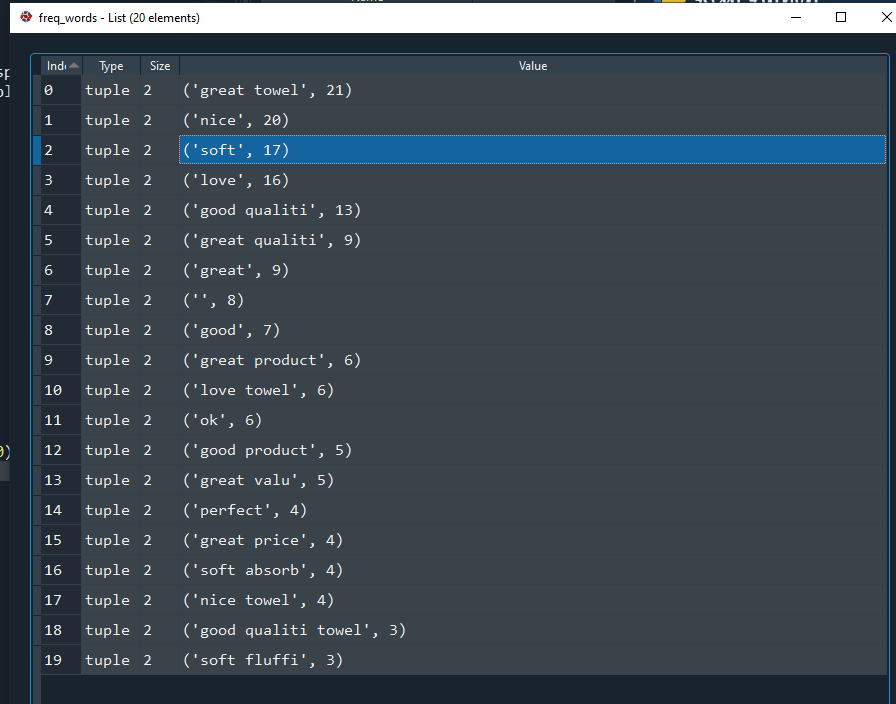 freq_words - List (20 elements)
Ind Type Size Value
0 tuple 2 ('great towel', 21)
1 tuple 2 ('nice', 20)
2 tuple 2 ('soft', 17)
3 tuple 2 ('love', 16)
4 tuple 2 ('good qualiti', 13)
5 tuple 2 ('great qualiti', 9)
6 tuple 2 ('great', 9)
7 tuple 2 ('', 8)
8 tuple 2 ('good', 7)
9 tuple 2 ('great product', 6)
10 tuple 2 ('love towel', 6)
11 tuple 2 ('ok', 6)
12 tuple 2 ('good product', 5)
13 tuple 2 ('great valu', 5)
14 tuple 2 ('perfect', 4)
15 tuple 2 ('great price', 4)
16 tuple 2 ('soft absorb', 4)
17 tuple 2 ('nice towel', 4)
18 tuple 2 ('good qualiti towel', 3)
19 tuple 2 ('soft fluffi', 3)